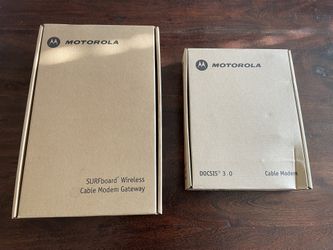 MOTOROLA
SURFboard® Wireless
Cable Modem Gateway
MOTOROLA
DOCSIS® 3.0 Cable Modem